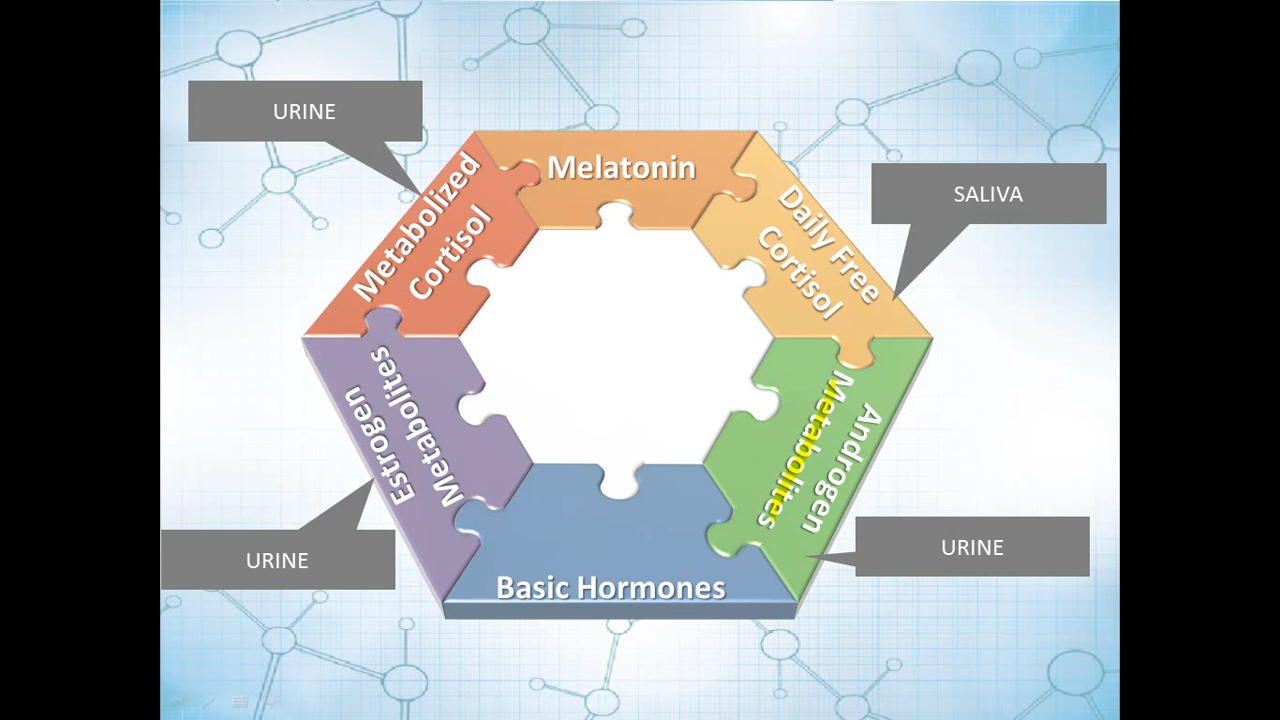 URINE
Melatonin
SALIVA
Metabolized
Cortisol
Daily Free
Cortisol
Estrogen
Metabolites
Androgen
Metabolites
URINE
URINE
Basic Hormones